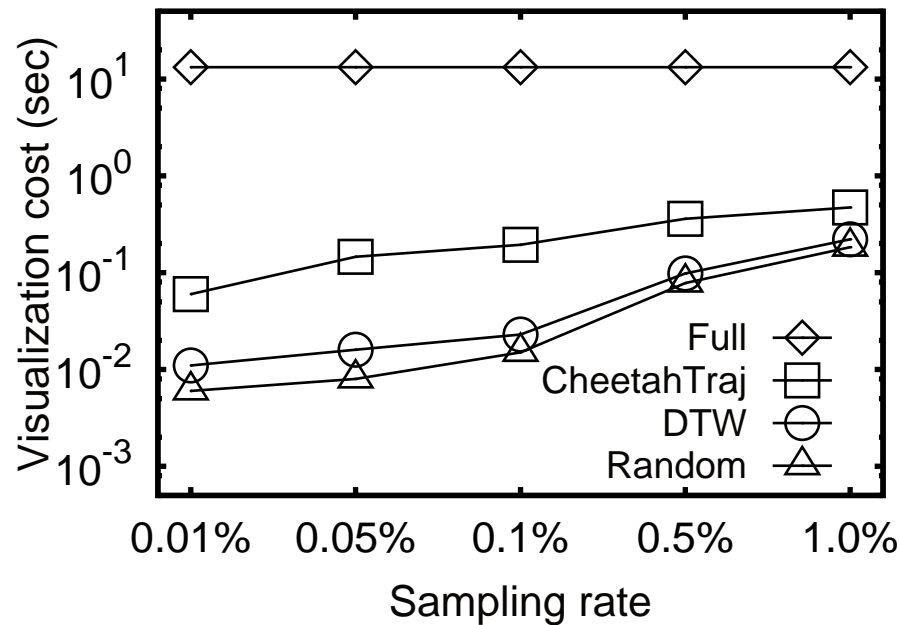 Visualization cost (sec)
10^1
10^0
10^-1
10^-2
10^-3
Full
CheetahTraj
DTW
Random
0.01% 0.05% 0.1% 0.5% 1.0%
Sampling rate